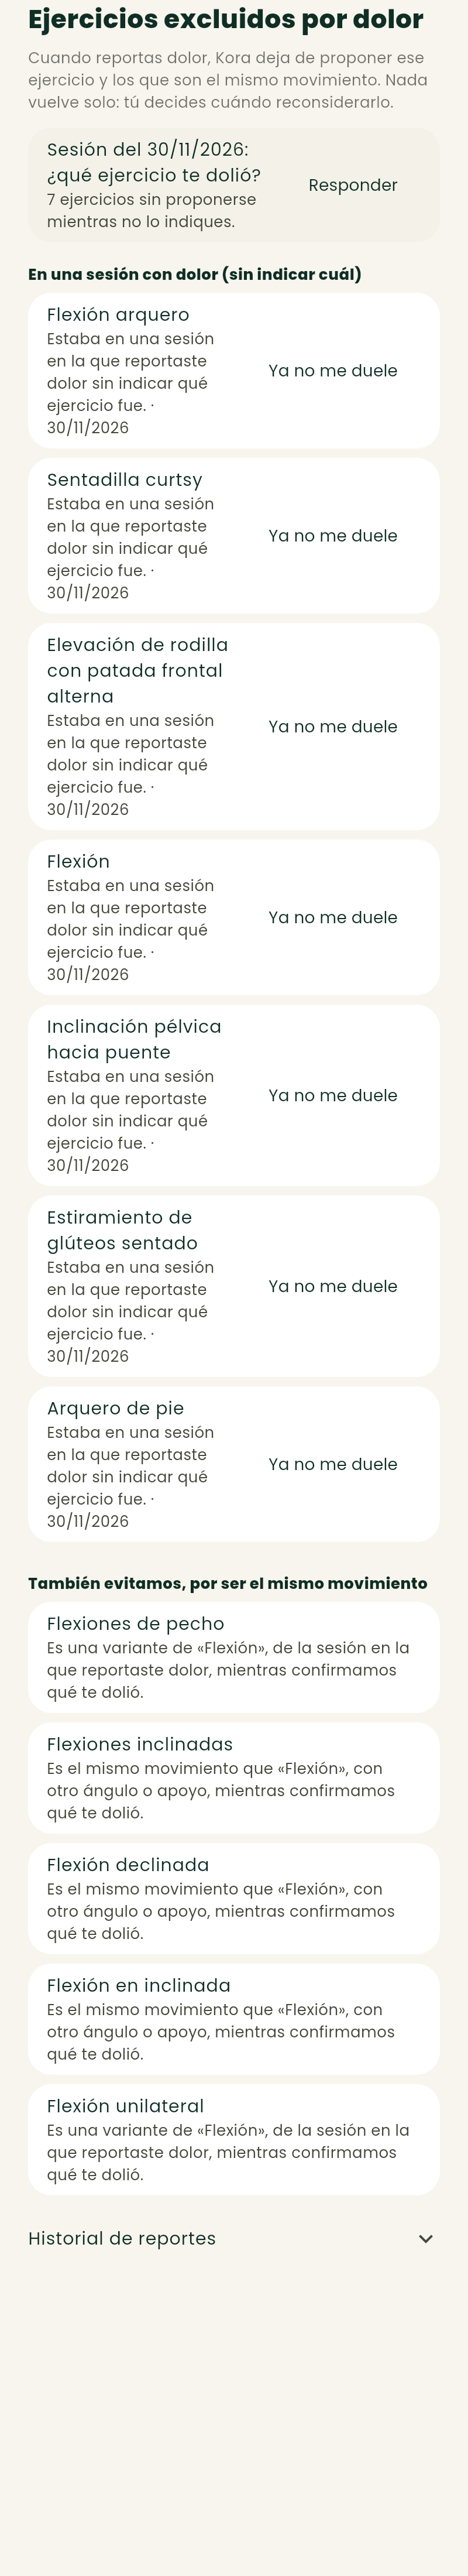 Ejercicios excluidos por dolor
Cuando reportas dolor, Kora deja de proponer ese
ejercicio y los que son el mismo movimiento. Nada
vuelve solo: tú decides cuándo reconsiderarlo.
Sesión del 30/11/2026:
¿qué ejercicio te dolió?
7 ejercicios sin proponerse
mientras no lo indiques.
Responder
En una sesión con dolor (sin indicar cuál)
Flexión arquero
Estaba en una sesión
en la que reportaste
dolor sin indicar qué
ejercicio fue. ·
30/11/2026
Ya no me duele
Sentadilla curtsy
Estaba en una sesión
en la que reportaste
dolor sin indicar qué
ejercicio fue. ·
30/11/2026
Ya no me duele
Elevación de rodilla
con patada frontal
alterna
Estaba en una sesión
en la que reportaste
dolor sin indicar qué
ejercicio fue. ·
30/11/2026
Ya no me duele
Flexión
Estaba en una sesión
en la que reportaste
dolor sin indicar qué
ejercicio fue. ·
30/11/2026
Ya no me duele
Inclinación pélvica
hacia puente
Estaba en una sesión
en la que reportaste
dolor sin indicar qué
ejercicio fue. ·
30/11/2026
Ya no me duele
Estiramiento de
glúteos sentado
Estaba en una sesión
en la que reportaste
dolor sin indicar qué
ejercicio fue. ·
30/11/2026
Ya no me duele
Arquero de pie
Estaba en una sesión
en la que reportaste
dolor sin indicar qué
ejercicio fue. ·
30/11/2026
Ya no me duele
También evitamos, por ser el mismo movimiento
Flexiones de pecho
Es una variante de «Flexión», de la sesión en la
que reportaste dolor, mientras confirmamos
qué te dolió.
Flexiones inclinadas
Es el mismo movimiento que «Flexión», con
otro ángulo o apoyo, mientras confirmamos
qué te dolió.
Flexión declinada
Es el mismo movimiento que «Flexión», con
otro ángulo o apoyo, mientras confirmamos
qué te dolió.
Flexión en inclinada
Es el mismo movimiento que «Flexión», con
otro ángulo o apoyo, mientras confirmamos
qué te dolió.
Flexión unilateral
Es una variante de «Flexión», de la sesión en la
que reportaste dolor, mientras confirmamos
qué te dolió.
Historial de reportes